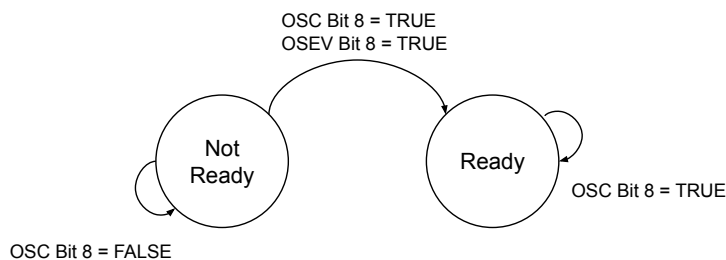 OSC Bit 8 = TRUE
OSEV Bit 8 = TRUE
Not
Ready
Ready
OSC Bit 8 = TRUE
OSC Bit 8 = FALSE